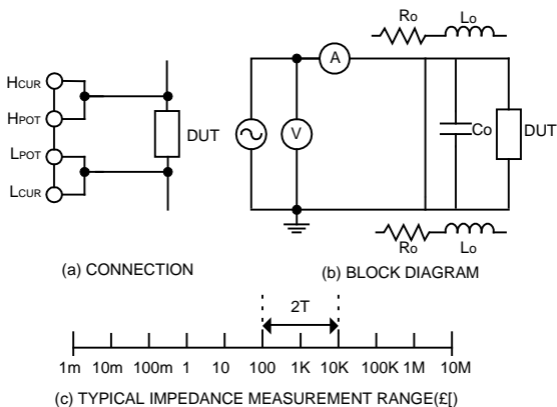 Ro Lo
HCUR
HPOT
LPOT
LCUR
DUT
A
V
Co
DUT
Ro Lo
(a) CONNECTION
(b) BLOCK DIAGRAM
2T
1m 10m 100m 1 10 100 1K 10K 100K 1M 10M
(c) TYPICAL IMPEDANCE MEASUREMENT RANGE(£[)